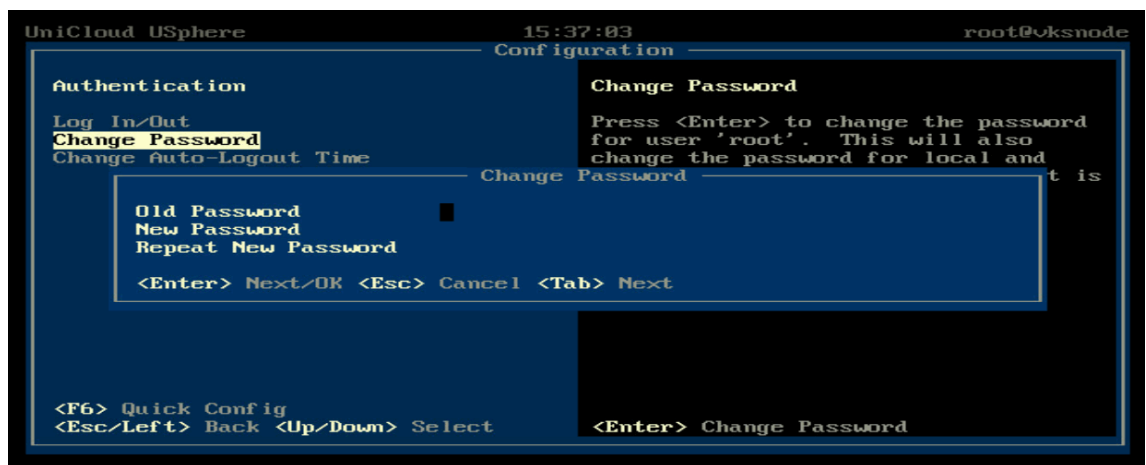 UniCloud USphere 15:37:03 root@vksnode
Configuration
Authentication
Log In/Out
Change Password
Change Auto-Logout Time
Change Password
Press <Enter> to change the password
for user 'root'. This will also
change the password for local and
t is
Change Password
Old Password
New Password
Repeat New Password
<Enter> Next/OK <Esc> Cancel <Tab> Next
<F6> Quick Config
<Esc/Left> Back <Up/Down> Select
<Enter> Change Password